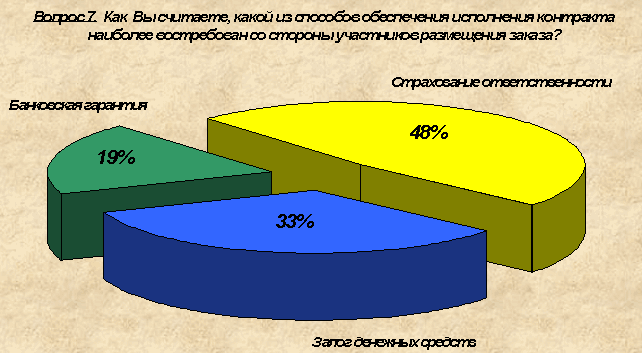 Вопрос 7. Как Вы считаете, какой из способов обеспечения исполнения контракта
наиболее востребован со стороны участников размещения заказа?
Страхование ответственности
Банковская гарантия
48%
19%
33%
Залог денежных средств